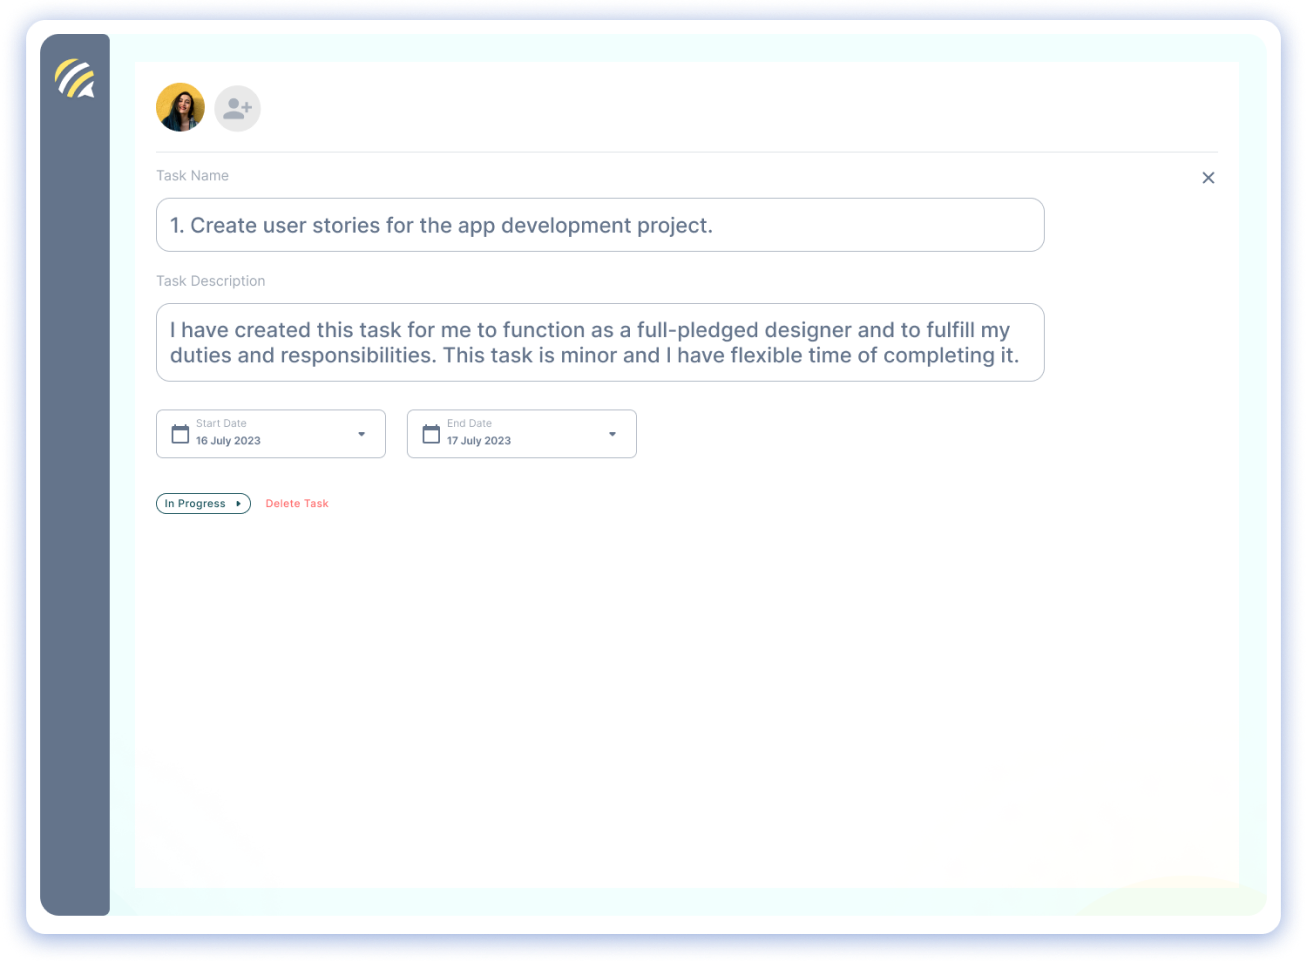 Task Name
1. Create user stories for the app development project.
Task Description
I have created this task for me to function as a full-pledged designer and to fulfill my
duties and responsibilities. This task is minor and I have flexible time of completing it.
Start Date
16 July 2023
End Date
17 July 2023
In Progress
Delete Task